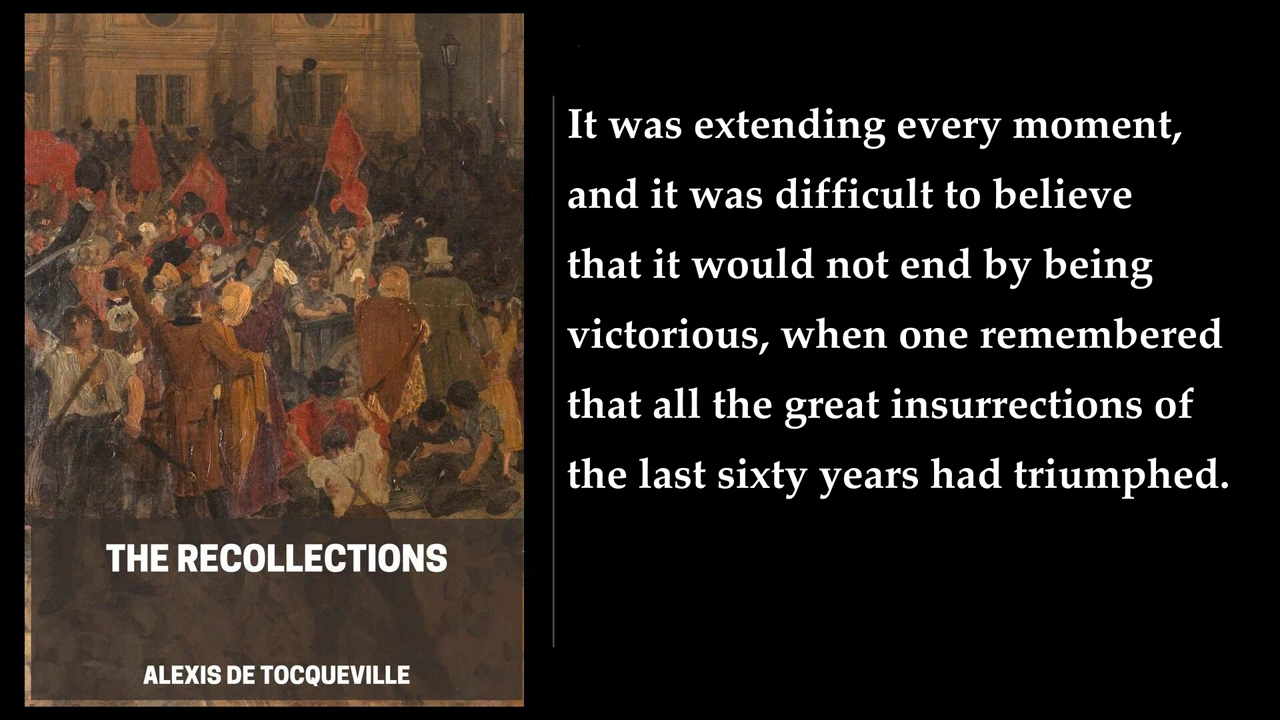 It was extending every moment,
and it was difficult to believe
that it would not end by being
victorious, when one remembered
that all the great insurrections of
the last sixty years had triumphed.
THE RECOLLECTIONS
ALEXIS DE TOCQUEVILLE